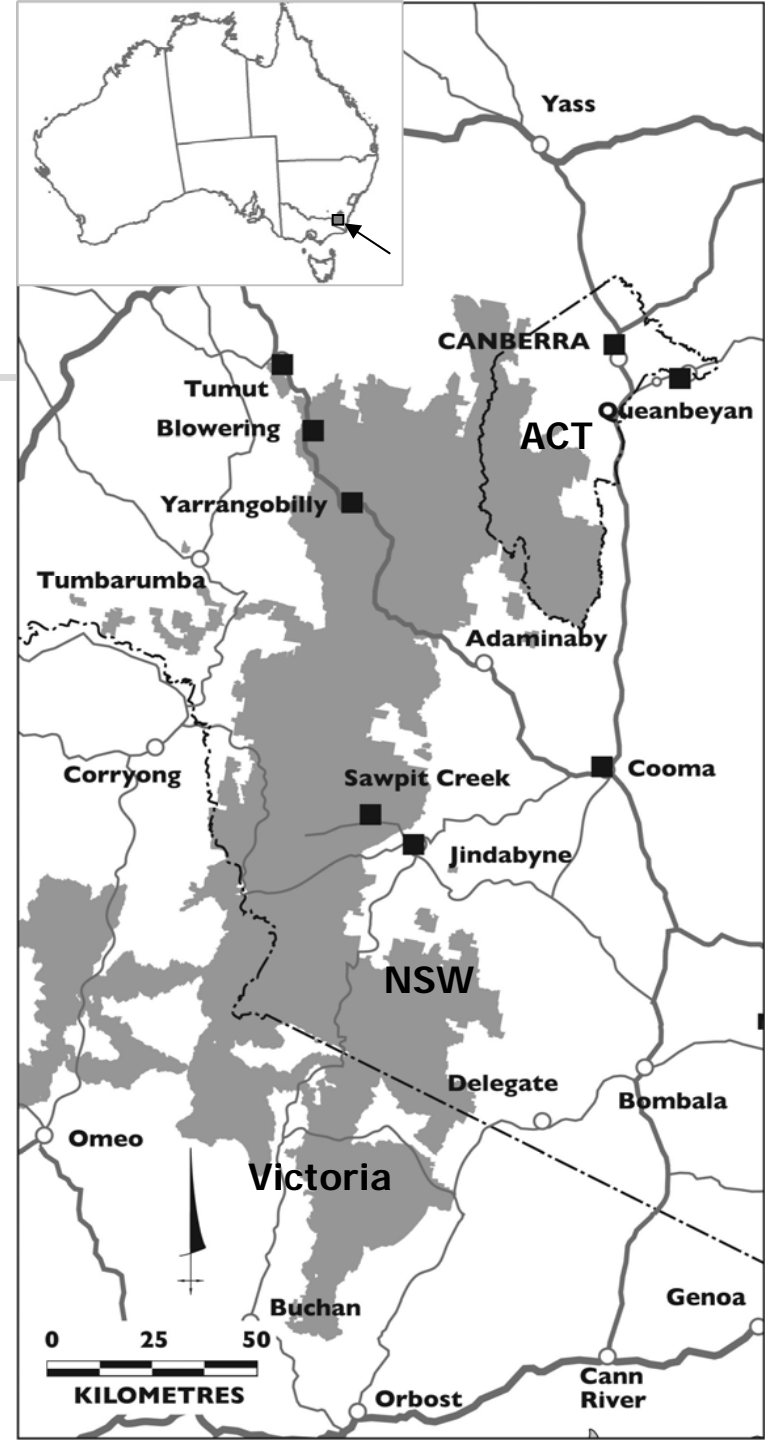 Yass
CANBERRA
Tumut
Queanbeyan
Blowering
ACT
Yarrangobilly
Tumbarumba
Adaminaby
Corryong
Sawpit Creek
Cooma
Jindabyne
NSW
Delegate
Bombala
Omeo
Victoria
Genoa
Buchan
0 25 50
KILOMETRES
Cann
River
Orbost